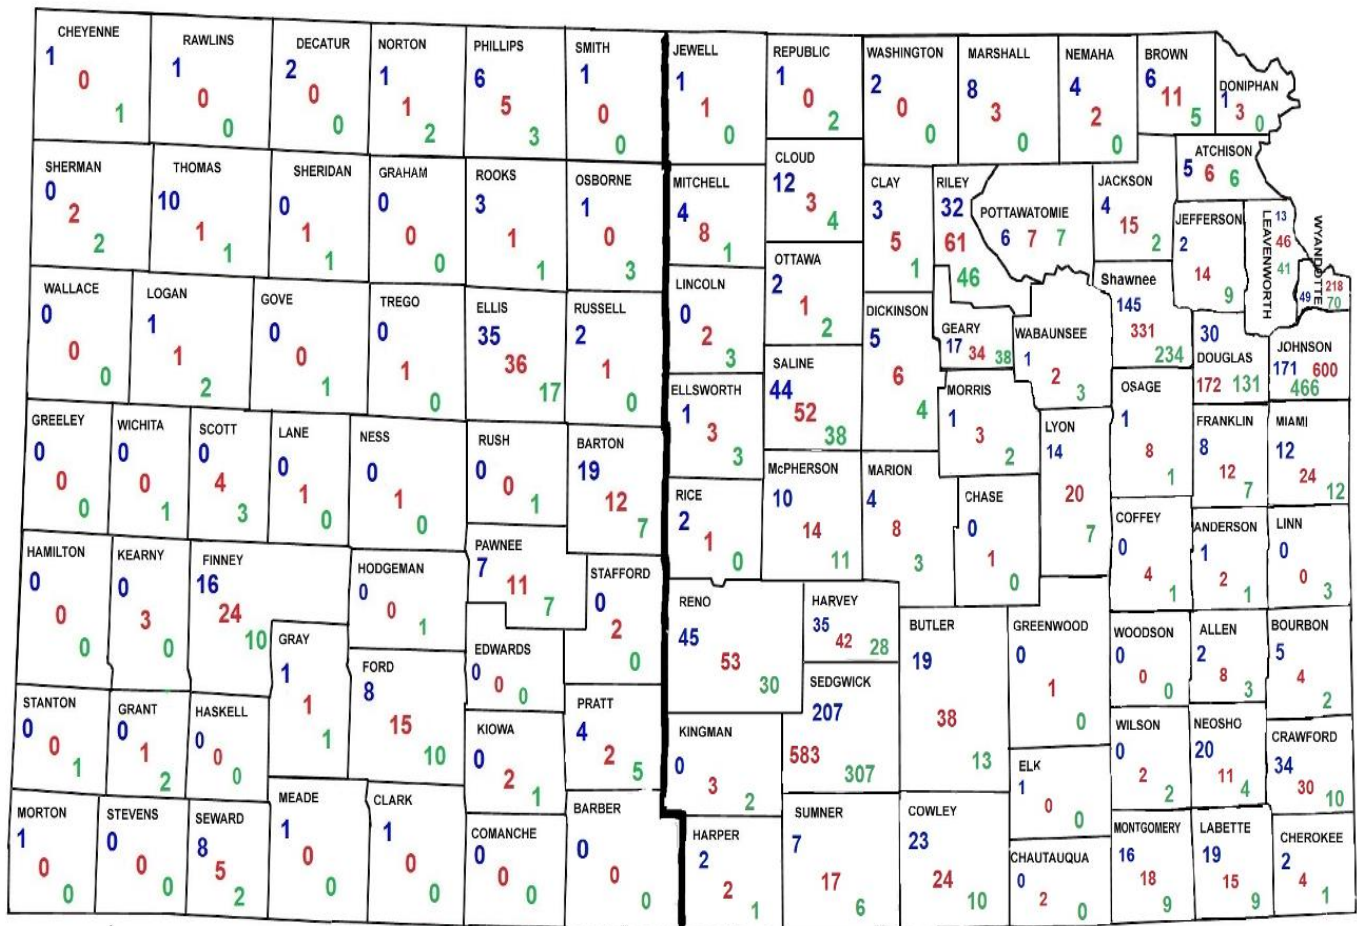 CHEYENNE
1
0
1
RAWLINS
1
0
0
DECATUR
2
0
0
NORTON
1
1
2
PHILLIPS
6
5
3
SMITH
1
0
0
JEWELL
1
1
0
REPUBLIC
1
0
2
WASHINGTON
2
0
0
MARSHALL
8
3
0
NEMAHA
4
2
0
BROWN
6
11
5
DONIPHAN
1
3
0
SHERMAN
0
2
2
THOMAS
10
1
1
SHERIDAN
0
1
1
GRAHAM
0
0
0
ROOKS
3
1
1
OSBORNE
1
0
3
MITCHELL
4
8
1
CLOUD
12
3
4
CLAY
3
5
1
RILEY
32
61
46
POTTAWATOMIE
6 7 7
JACKSON
4
15
2
ATCHISON
5 6 6
JEFFERSON
2
14
9
LEAVENWORTH
13
46
41
WYANDOTTE
49
218
70
WALLACE
0
0
0
LOGAN
1
1
2
GOVE
0
0
1
TREGO
0
1
0
ELLIS
35
36
17
RUSSELL
2
1
0
LINCOLN
0
2
3
OTTAWA
2
1
2
DICKINSON
5
6
4
GEARY
17 34 38
WABAUNSEE
1
2
3
Shawnee
145
331
234
30
DOUGLAS
172 131
JOHNSON
171 600
466
GREELEY
0
0
0
WICHITA
0
0
1
SCOTT
0
4
3
LANE
0
1
0
NESS
0
1
0
RUSH
0
0
1
BARTON
19
12
7
ELLSWORTH
1
3
3
SALINE
44
52
38
MORRIS
1
3
2
LYON
14
20
7
OSAGE
1
8
1
FRANKLIN
8
12
7
MIAMI
12
24
12
RICE
2
1
0
McPHERSON
10
14
11
MARION
4
8
3
CHASE
0
1
0
COFFEY
0
4
1
ANDERSON
1
2
1
LINN
0
0
3
HAMILTON
0
0
0
KEARNY
0
3
0
FINNEY
16
24
10
HODGEMAN
0
0
1
PAWNEE
7
11
7
STAFFORD
0
2
0
GRAY
1
1
1
FORD
8
15
10
EDWARDS
0
0
0
RENO
45
53
30
HARVEY
35
42
28
BUTLER
19
38
13
GREENWOOD
0
1
0
WOODSON
0
0
0
ALLEN
2
8
3
BOURBON
5
4
2
STANTON
0
0
1
GRANT
0
1
2
HASKELL
0
0
0
KIOWA
0
2
1
PRATT
4
2
5
KINGMAN
0
3
2
SEDGWICK
207
583
307
WILSON
0
2
2
NEOSHO
20
11
4
CRAWFORD
34
30
10
MORTON
1
0
0
STEVENS
0
0
0
SEWARD
8
5
2
MEADE
1
0
0
CLARK
1
0
0
COMANCHE
0
0
0
BARBER
0
0
0
HARPER
2
2
1
SUMNER
7
17
6
COWLEY
23
24
10
ELK
1
0
0
CHAUTAUQUA
0
2
0
MONTGOMERY
16
18
9
LABETTE
19
15
9
CHEROKEE
2
4
1